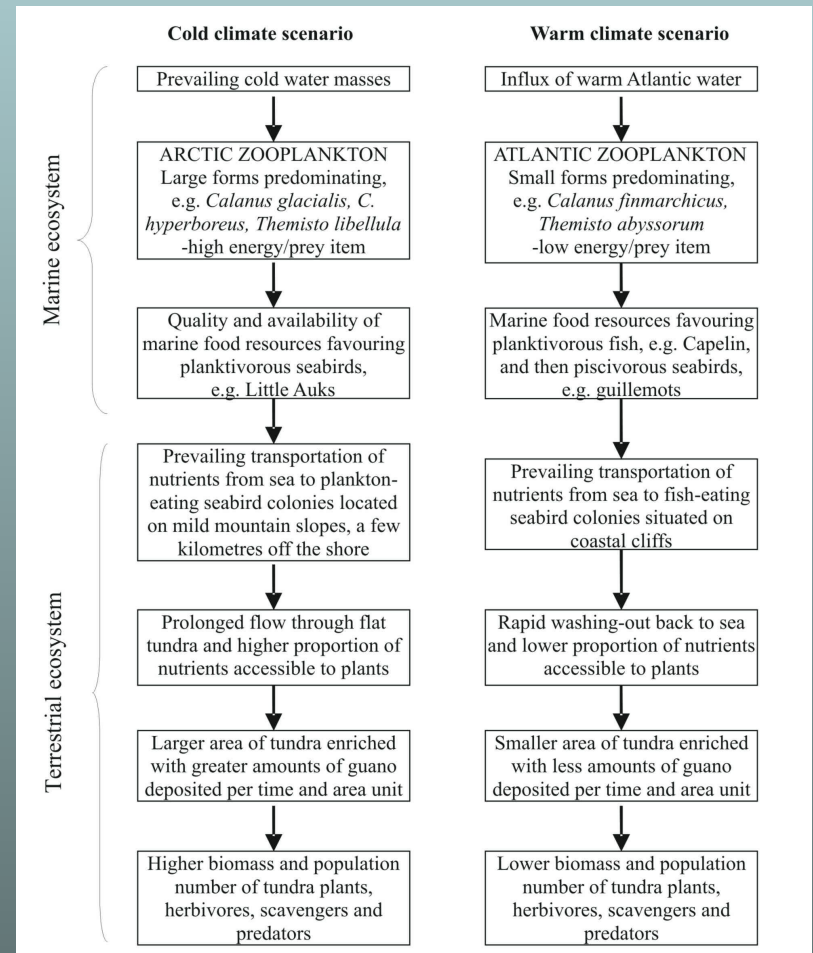 Cold climate scenario
Warm climate scenario
Marine ecosystem
Terrestrial ecosystem
Prevailing cold water masses
ARCTIC ZOOPLANKTON
Large forms predominating,
e.g. Calanus glacialis, C.
hyperboreus, Themisto libellula
-high energy/prey item
Quality and availability of
marine food resources favouring
planktivorous seabirds,
e.g. Little Auks
Prevailing transportation of
nutrients from sea to plankton-
eating seabird colonies located
on mild mountain slopes, a few
kilometres off the shore
Prolonged flow through flat
tundra and higher proportion of
nutrients accessible to plants
Larger area of tundra enriched
with greater amounts of guano
deposited per time and area unit
Higher biomass and population
number of tundra plants,
herbivores, scavengers and
predators
Influx of warm Atlantic water
ATLANTIC ZOOPLANKTON
Small forms predominating,
e.g. Calanus finmarchicus,
Themisto abyssorum
-low energy/prey item
Marine food resources favouring
planktivorous fish, e.g. Capelin,
and then piscivorous seabirds,
e.g. guillemots
Prevailing transportation of
nutrients from sea to fish-eating
seabird colonies situated on
coastal cliffs
Rapid washing-out back to sea
and lower proportion of nutrients
accessible to plants
Smaller area of tundra enriched
with less amounts of guano
deposited per time and area unit
Lower biomass and population
number of tundra plants,
herbivores, scavengers and
predators